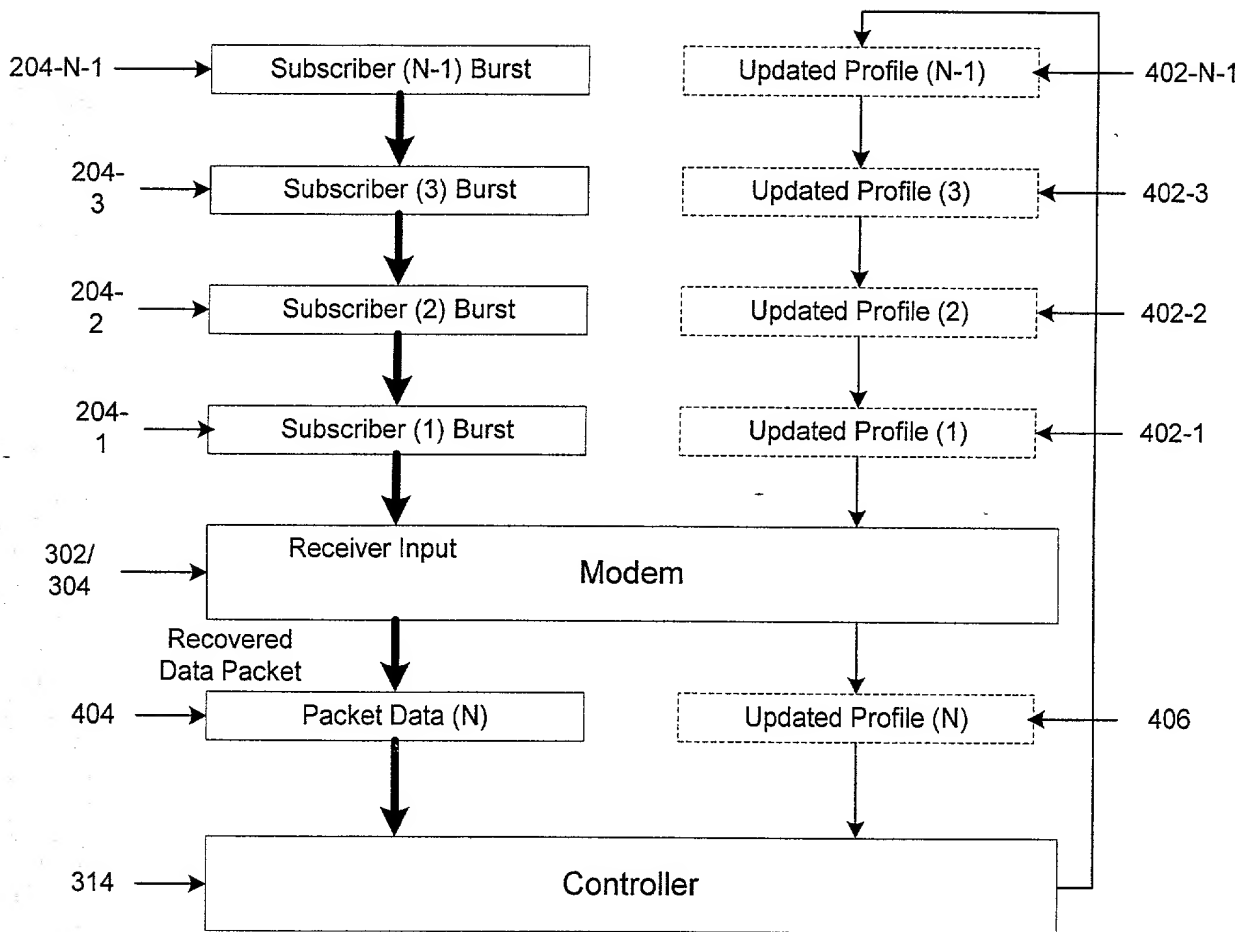 204-N-1
Subscriber (N-1) Burst
Updated Profile (N-1)
402-N-1
204-
3
Subscriber (3) Burst
Updated Profile (3)
402-3
204-
2
Subscriber (2) Burst
Updated Profile (2)
402-2
204-
1
Subscriber (1) Burst
Updated Profile (1)
402-1
302/
304
Receiver Input
Modem
Recovered
Data Packet
404
Packet Data (N)
Updated Profile (N)
406
314
Controller